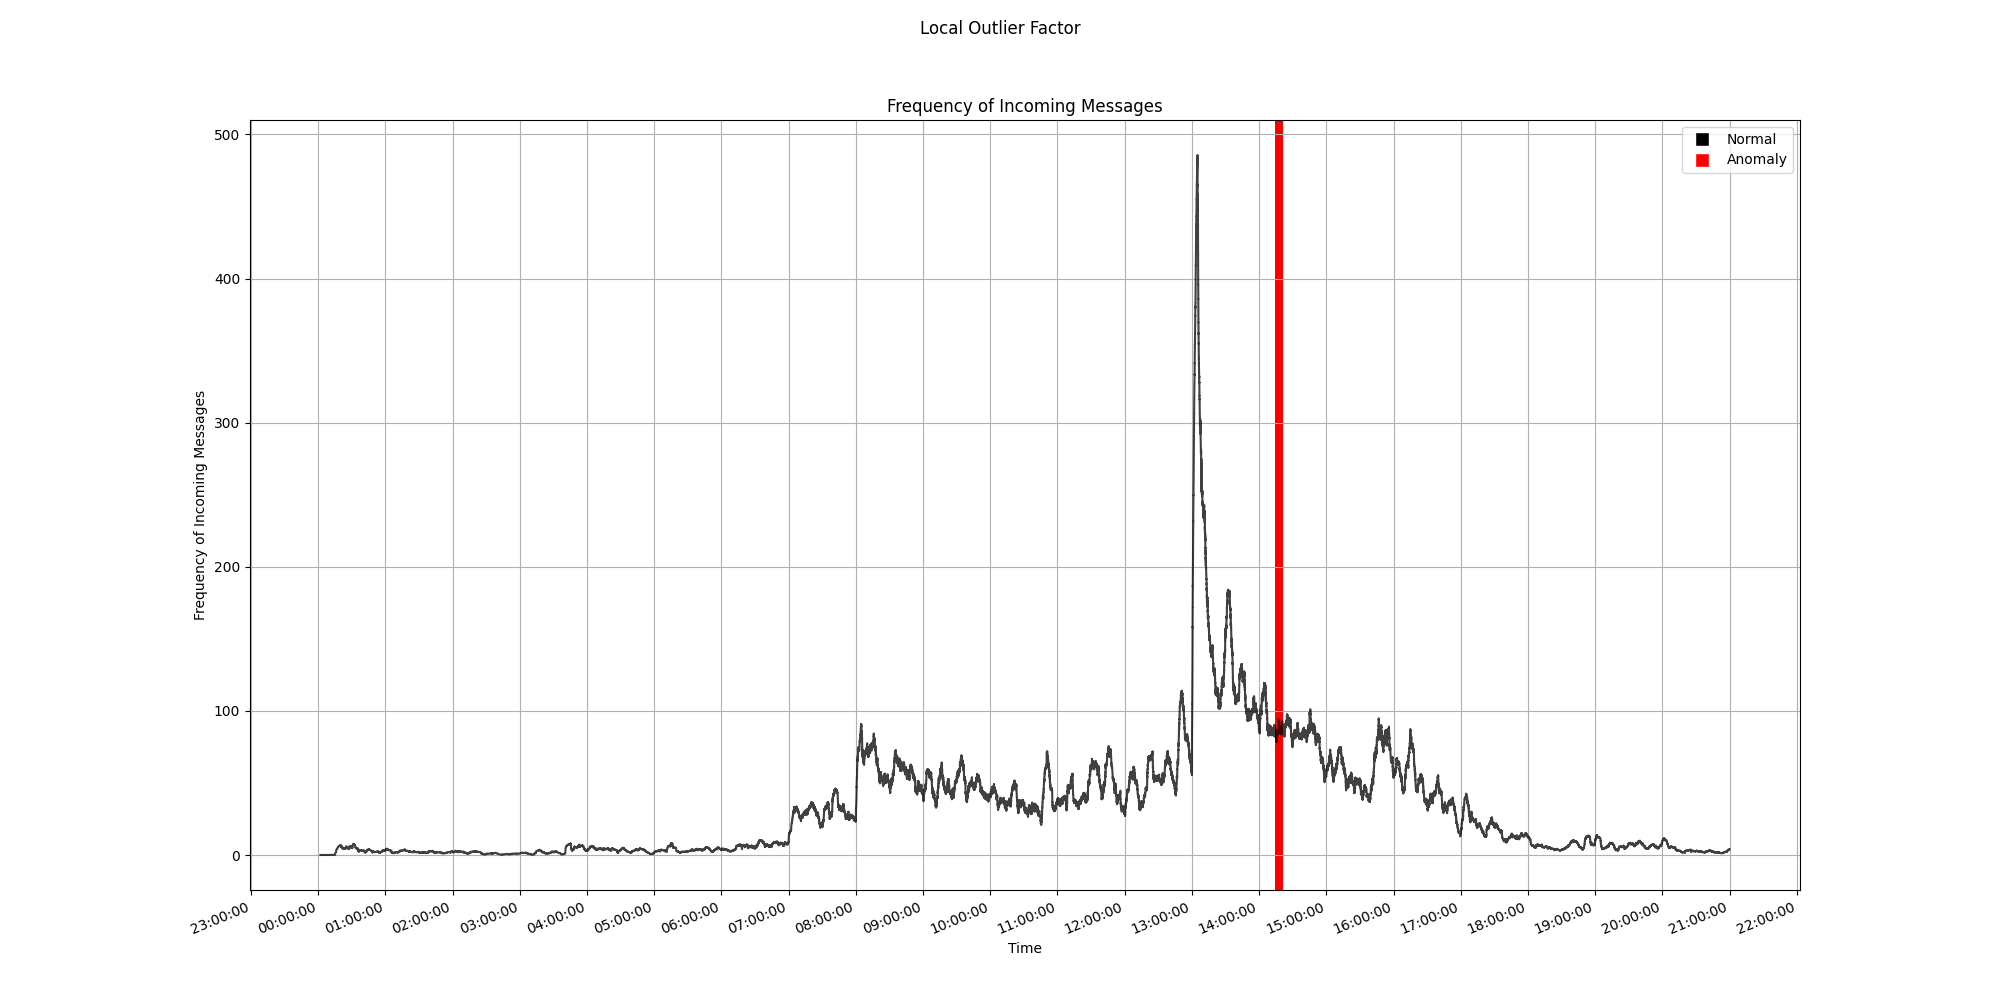 Local Outlier Factor
Frequency of Incoming Messages
Normal
Anomaly
Frequency of Incoming Messages
500
400
300
200
100
0
23:00:00 00:00:00 01:00:00 02:00:00 03:00:00 04:00:00 05:00:00 06:00:00 07:00:00 08:00:00 09:00:00 10:00:00 11:00:00 12:00:00 13:00:00 14:00:00 15:00:00 16:00:00 17:00:00 18:00:00 19:00:00 20:00:00 21:00:00 22:00:00
Time